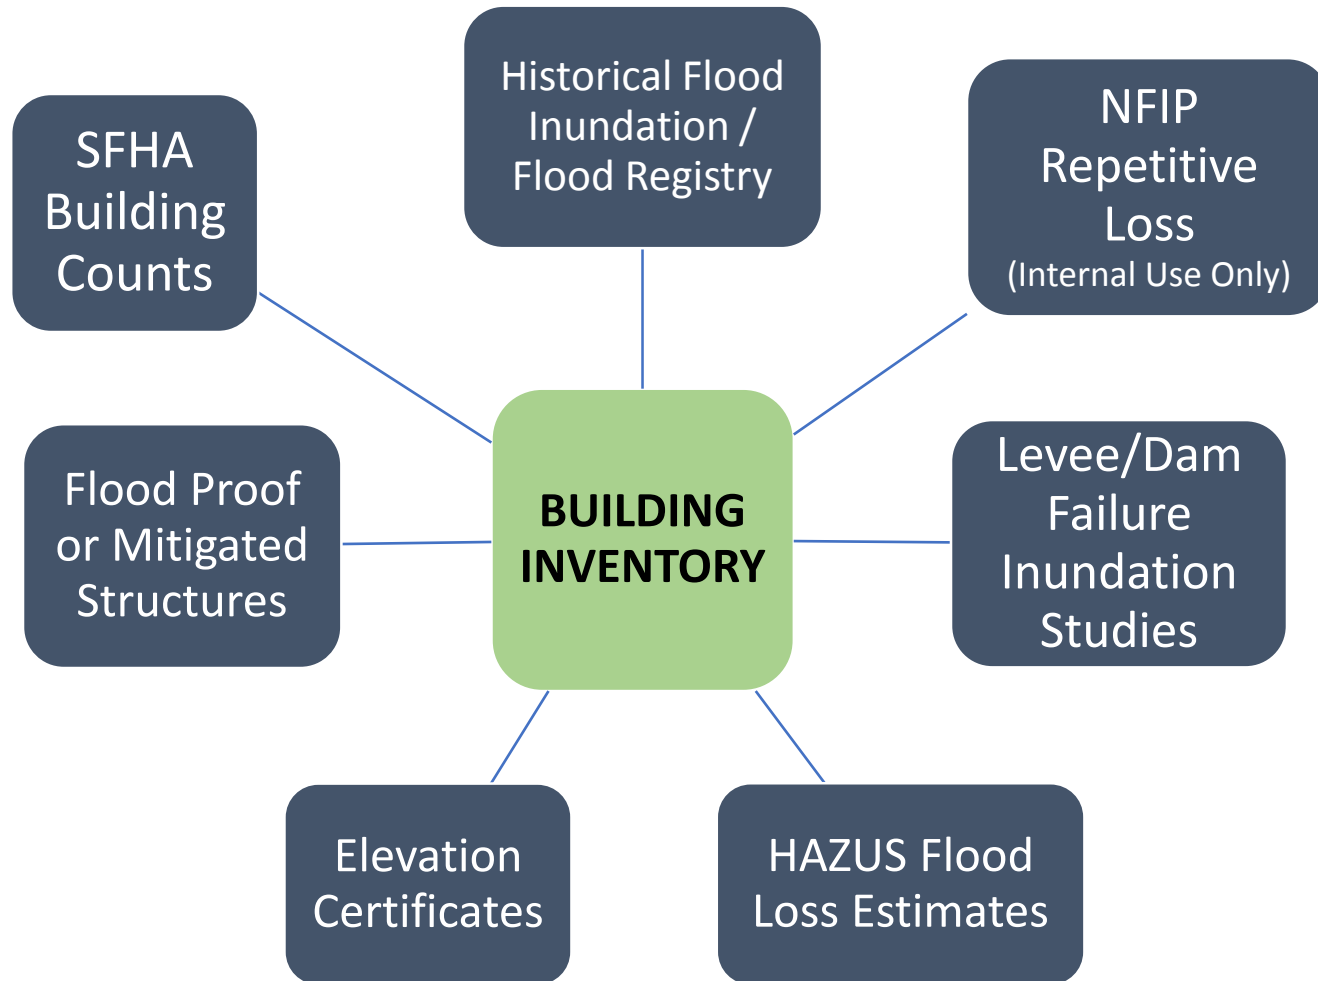 Historical Flood
Inundation /
Flood Registry
SFHA
Building
Counts
NFIP
Repetitive
Loss
(Internal Use Only)
Flood Proof
or Mitigated
Structures
BUILDING
INVENTORY
Levee/Dam
Failure
Inundation
Studies
Elevation
Certificates
HAZUS Flood
Loss Estimates